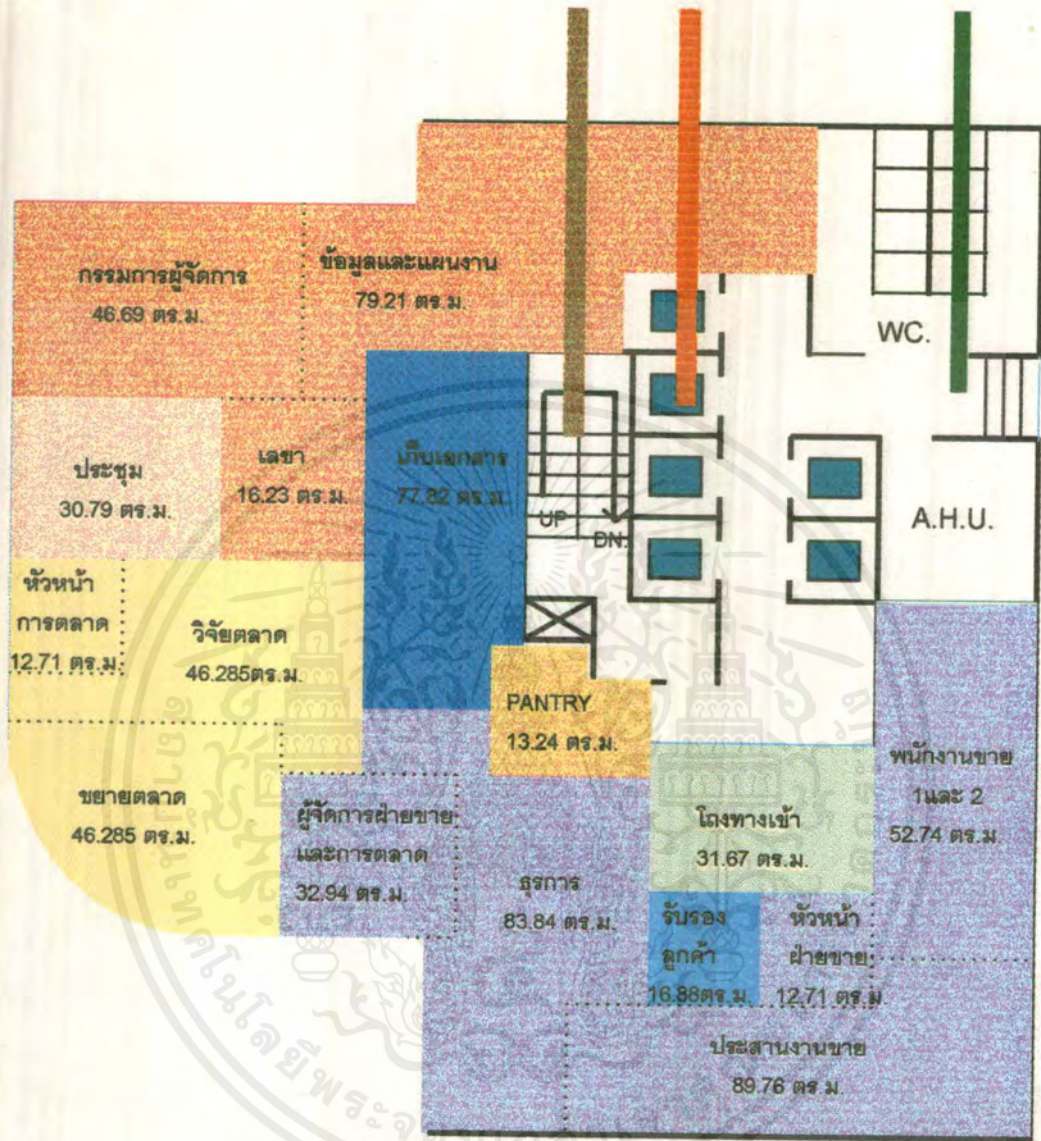 กรรมการผู้จัดการ
46.69 ตร.ม.
ข้อมูลและแผนงาน
79.21 ตร.ม.
WC.
ประชุม
30.79 ตร.ม.
เลขา
16.23 ตร.ม.
เก็บเอกสาร
77.82 ตร.ม.
UP
DN.
A.H.U.
หัวหน้า
การตลาด
12.71 ตร.ม.
วิจัยตลาด
46.285ตร.ม.
PANTRY
13.24 ตร.ม.
พนักงานขาย
1และ 2
52.74 ตร.ม.
ขยายตลาด
46.285 ตร.ม.
ผู้จัดการฝ่ายขาย
และการตลาด
32.94 ตร.ม.
โถงทางเข้า
31.67 ตร.ม.
ธุรการ
83.84 ตร.ม.
รับรอง
ลูกค้า
16.88ตร.ม.
หัวหน้า
ฝ่ายขาย
12.71 ตร.ม.
ประสานงานขาย
89.76 ตร.ม.